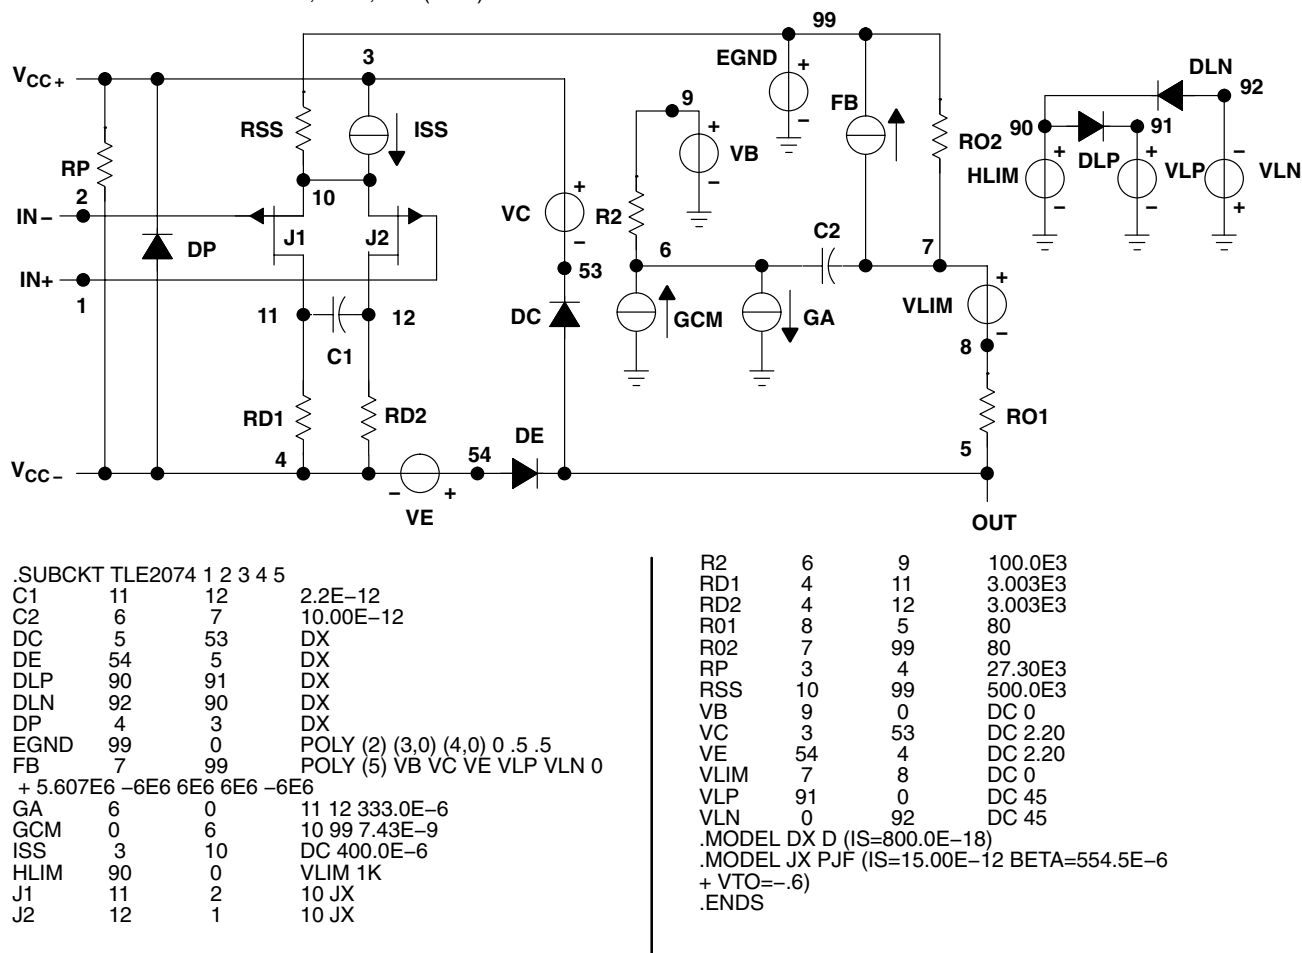 99
3
VCC+
EGND
+
−
DLN
92
9
FB
RSS
ISS
90
91
RO2
VB
+
−
RP
10
2
HLIM
+
−
DLP
+
−
VLP
−
+
VLN
IN−
VC
+
−
R2
C2
J1
J2
DP
6
7
IN+
1
53
+
VLIM
−
11
12
DC
GCM
GA
C1
8
RD1
RD2
RO1
DE
4
54
5
VCC−
−
+
VE
OUT
.SUBCKT TLE2074 1 2 3 4 5
C1 11 12 2.2E−12
C2 6 7 10.00E−12
DC 5 53 DX
DE 54 5 DX
DLP 90 91 DX
DLN 92 90 DX
DP 4 3 DX
EGND 99 0 POLY (2) (3,0) (4,0) 0 .5 .5
FB 7 99 POLY (5) VB VC VE VLP VLN 0
+ 5.607E6 −6E6 6E6 6E6 −6E6
GA 6 0 11 12 333.0E−6
GCM 0 6 10 99 7.43E−9
ISS 3 10 DC 400.0E−6
HLIM 90 0 VLIM 1K
J1 11 2 10 JX
J2 12 1 10 JX
R2 6 9 100.0E3
RD1 4 11 3.003E3
RD2 4 12 3.003E3
R01 8 5 80
R02 7 99 80
RP 3 4 27.30E3
RSS 10 99 500.0E3
VB 9 0 DC 0
VC 3 53 DC 2.20
VE 54 4 DC 2.20
VLIM 7 8 DC 0
VLP 91 0 DC 45
VLN 0 92 DC 45
.MODEL DX D (IS=800.0E−18)
.MODEL JX PJF (IS=15.00E−12 BETA=554.5E−6
+ VTO=−.6)
.ENDS